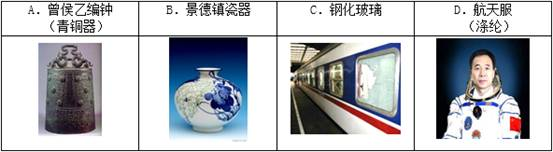 A.曾侯乙编钟
（青铜器）
B.景德镇瓷器
C.钢化玻璃
D.航天服
（涤纶）